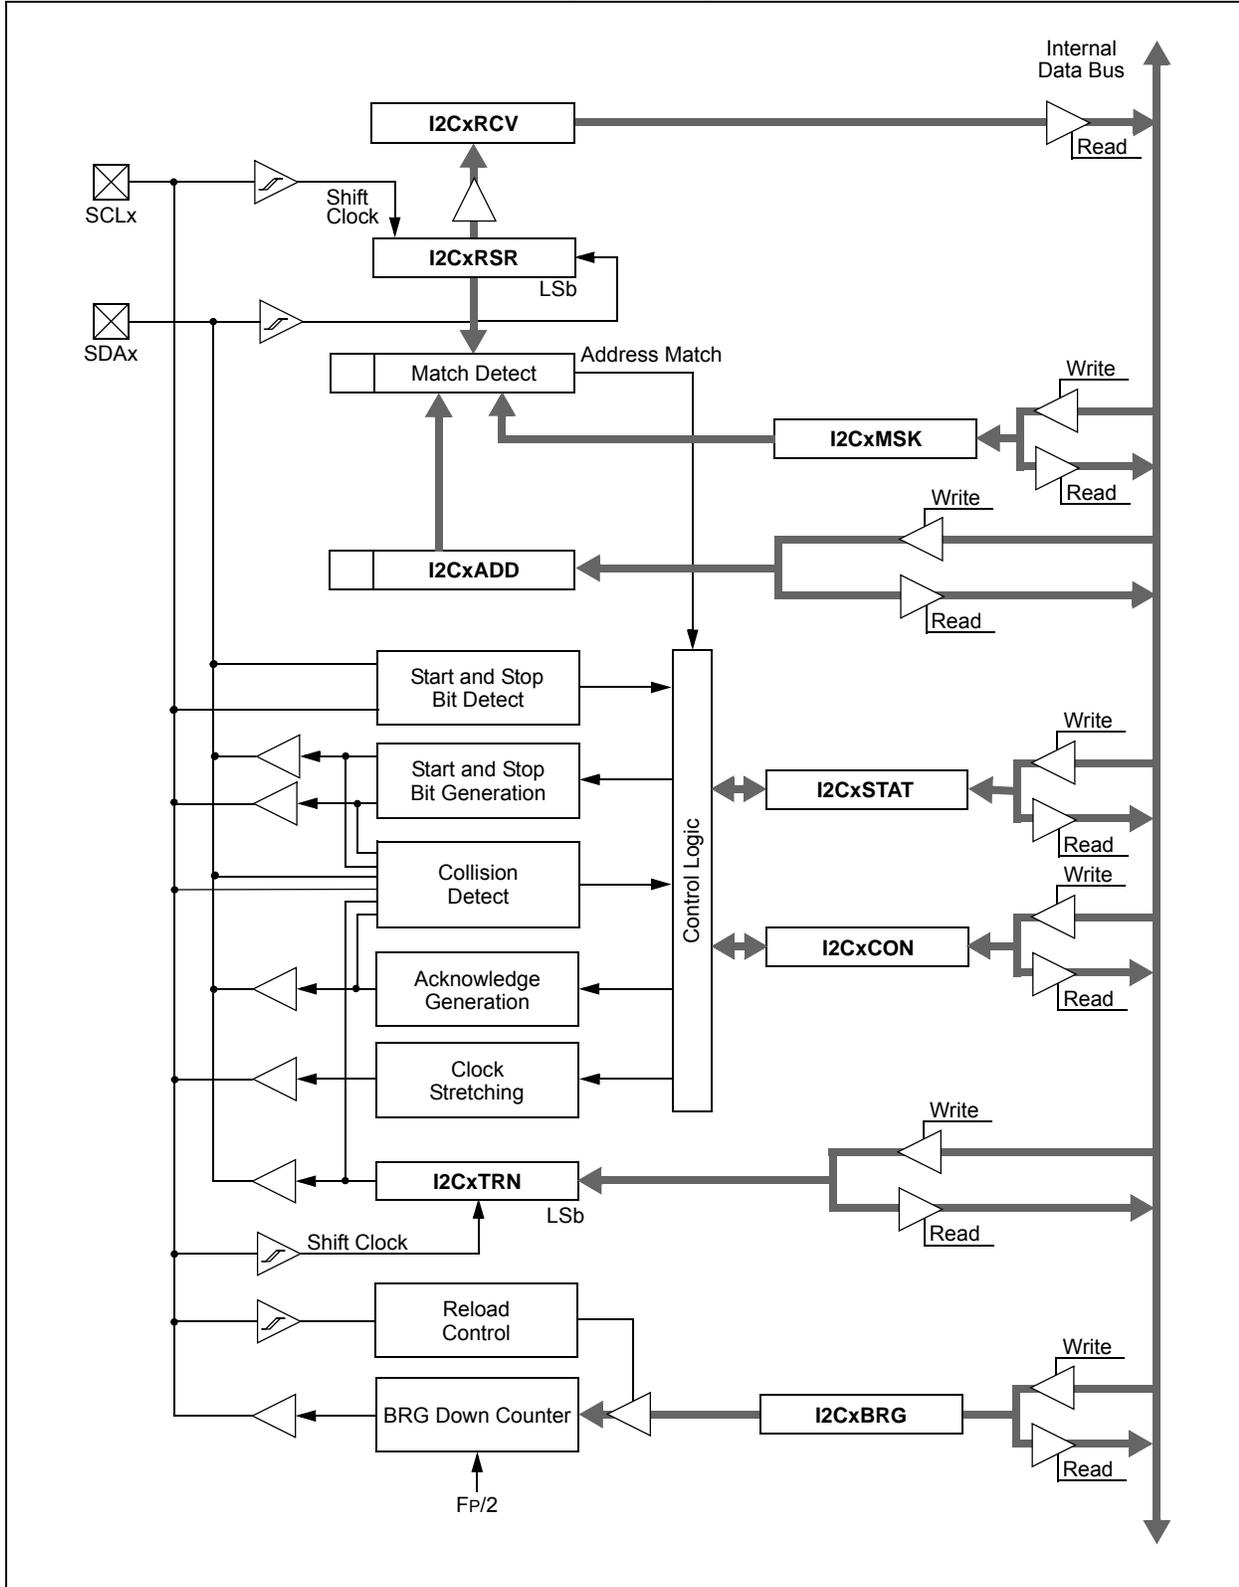 Internal
Data Bus
I2CxRCV
Read
SCLx
Shift
Clock
I2CxRSR
LSb
SDAx
Address Match
Match Detect
Write
I2CxMSK
Read
Write
I2CxADD
Read
Start and Stop
Bit Detect
Write
Start and Stop
Bit Generation
I2CxSTAT
Read
Control Logic
Collision
Detect
Write
I2CxCON
Acknowledge
Generation
Read
Clock
Stretching
Write
I2CxTRN
LSb
Read
Shift Clock
Reload
Control
Write
BRG Down Counter
I2CxBRG
Read
FP/2